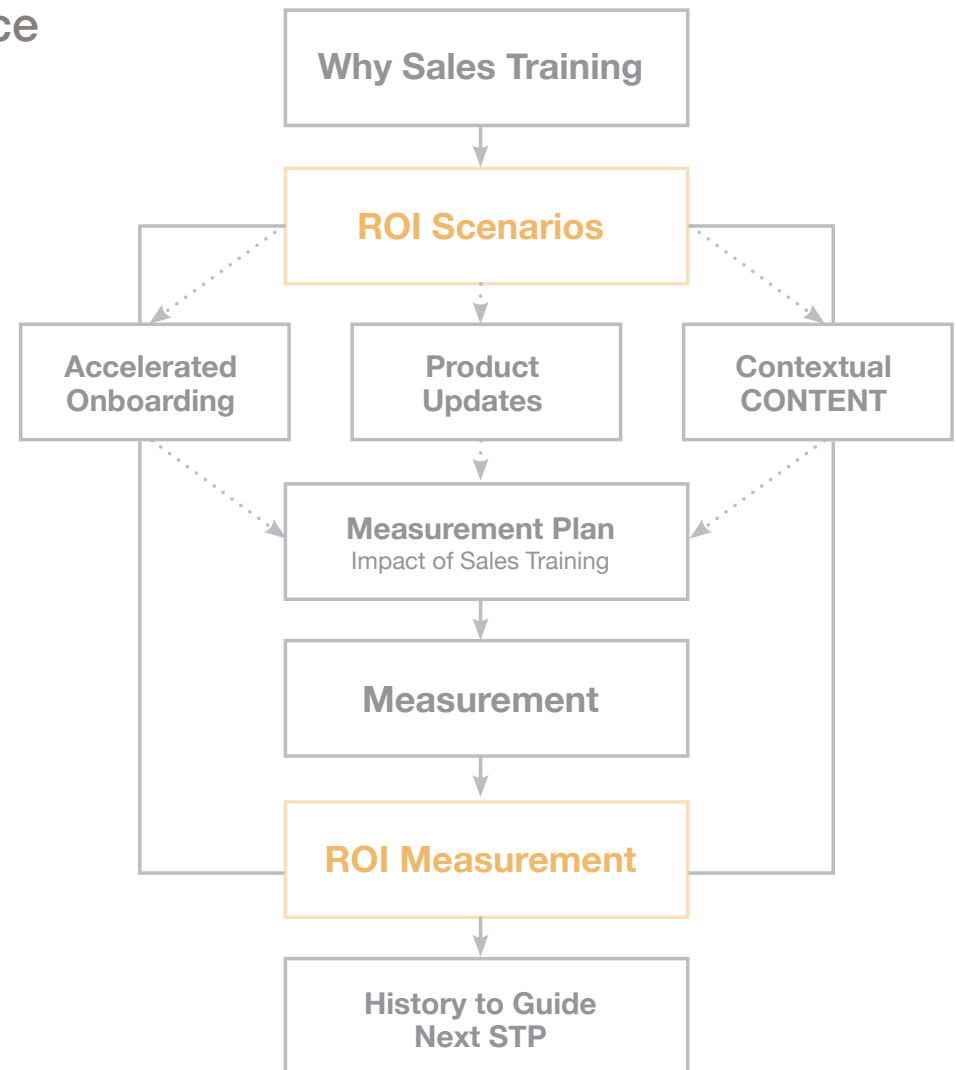 ce
Why Sales Training
ROI Scenarios
Accelerated
Onboarding
Product
Updates
Contextual
CONTENT
Measurement Plan
Impact of Sales Training
Measurement
ROI Measurement
History to Guide
Next STP